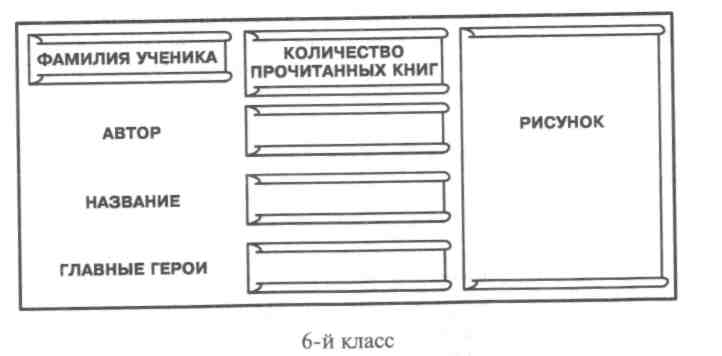 ФАМИЛИЯ УЧЕНИКА
КОЛИЧЕСТВО
ПРОЧИТАННЫХ КНИГ
РИСУНОК
АВТОР
НАЗВАНИЕ
ГЛАВНЫЕ ГЕРОИ
6-й класс